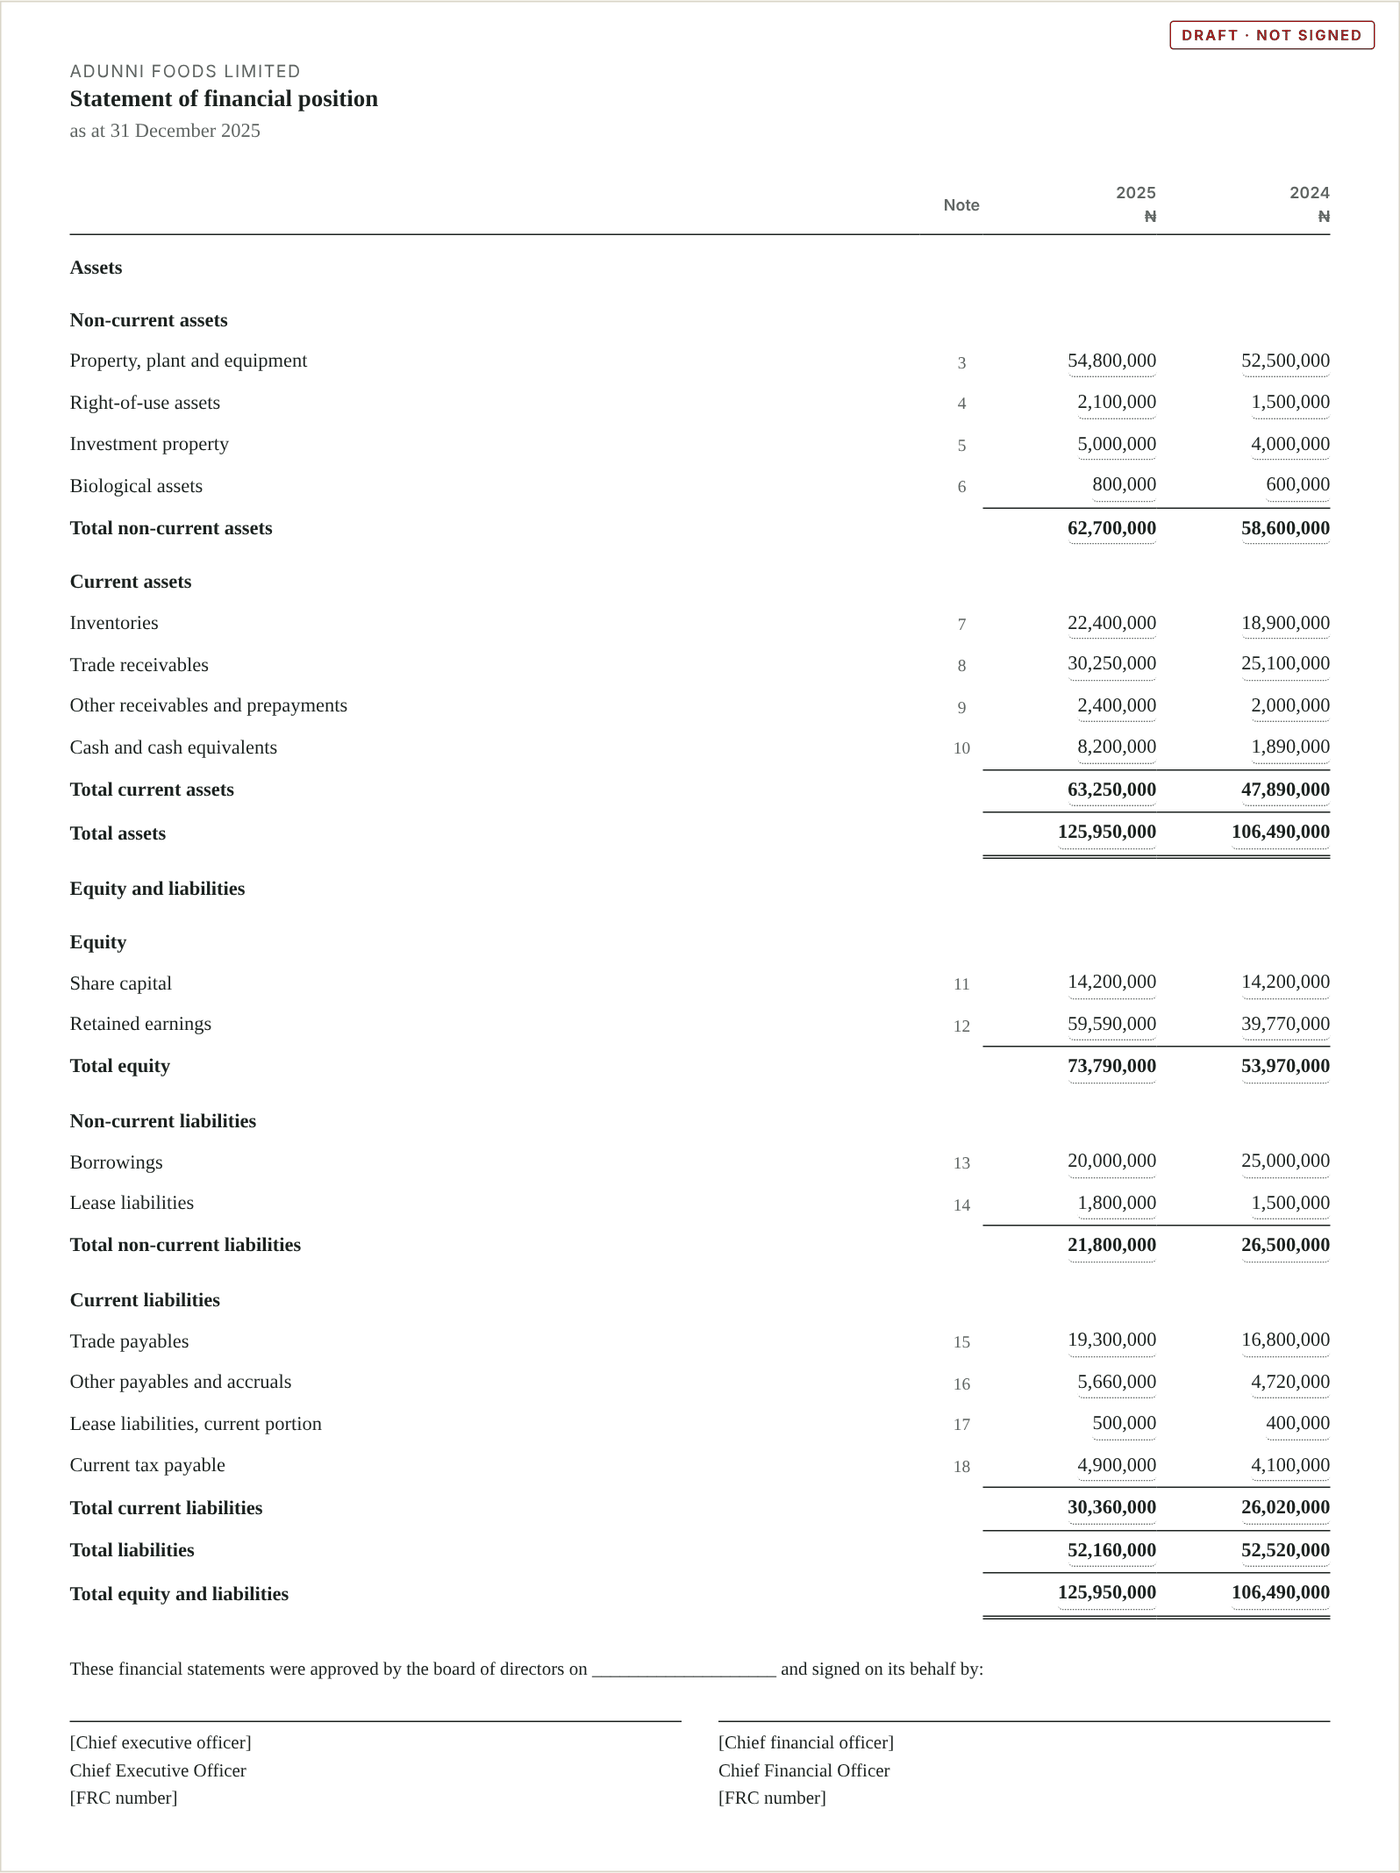 DRAFT · NOT SIGNED
ADUNNI FOODS LIMITED
Statement of financial position
as at 31 December 2025
Note 2025 2024
₦ ₦
Assets
Non-current assets
Property, plant and equipment 3 54,800,000 52,500,000
Right-of-use assets 4 2,100,000 1,500,000
Investment property 5 5,000,000 4,000,000
Biological assets 6 800,000 600,000
Total non-current assets 62,700,000 58,600,000
Current assets
Inventories 7 22,400,000 18,900,000
Trade receivables 8 30,250,000 25,100,000
Other receivables and prepayments 9 2,400,000 2,000,000
Cash and cash equivalents 10 8,200,000 1,890,000
Total current assets 63,250,000 47,890,000
Total assets 125,950,000 106,490,000
Equity and liabilities
Equity
Share capital 11 14,200,000 14,200,000
Retained earnings 12 59,590,000 39,770,000
Total equity 73,790,000 53,970,000
Non-current liabilities
Borrowings 13 20,000,000 25,000,000
Lease liabilities 14 1,800,000 1,500,000
Total non-current liabilities 21,800,000 26,500,000
Current liabilities
Trade payables 15 19,300,000 16,800,000
Other payables and accruals 16 5,660,000 4,720,000
Lease liabilities, current portion 17 500,000 400,000
Current tax payable 18 4,900,000 4,100,000
Total current liabilities 30,360,000 26,020,000
Total liabilities 52,160,000 52,520,000
Total equity and liabilities 125,950,000 106,490,000
These financial statements were approved by the board of directors on ____________________ and signed on its behalf by:
[Chief executive officer] [Chief financial officer]
Chief Executive Officer Chief Financial Officer
[FRC number] [FRC number]